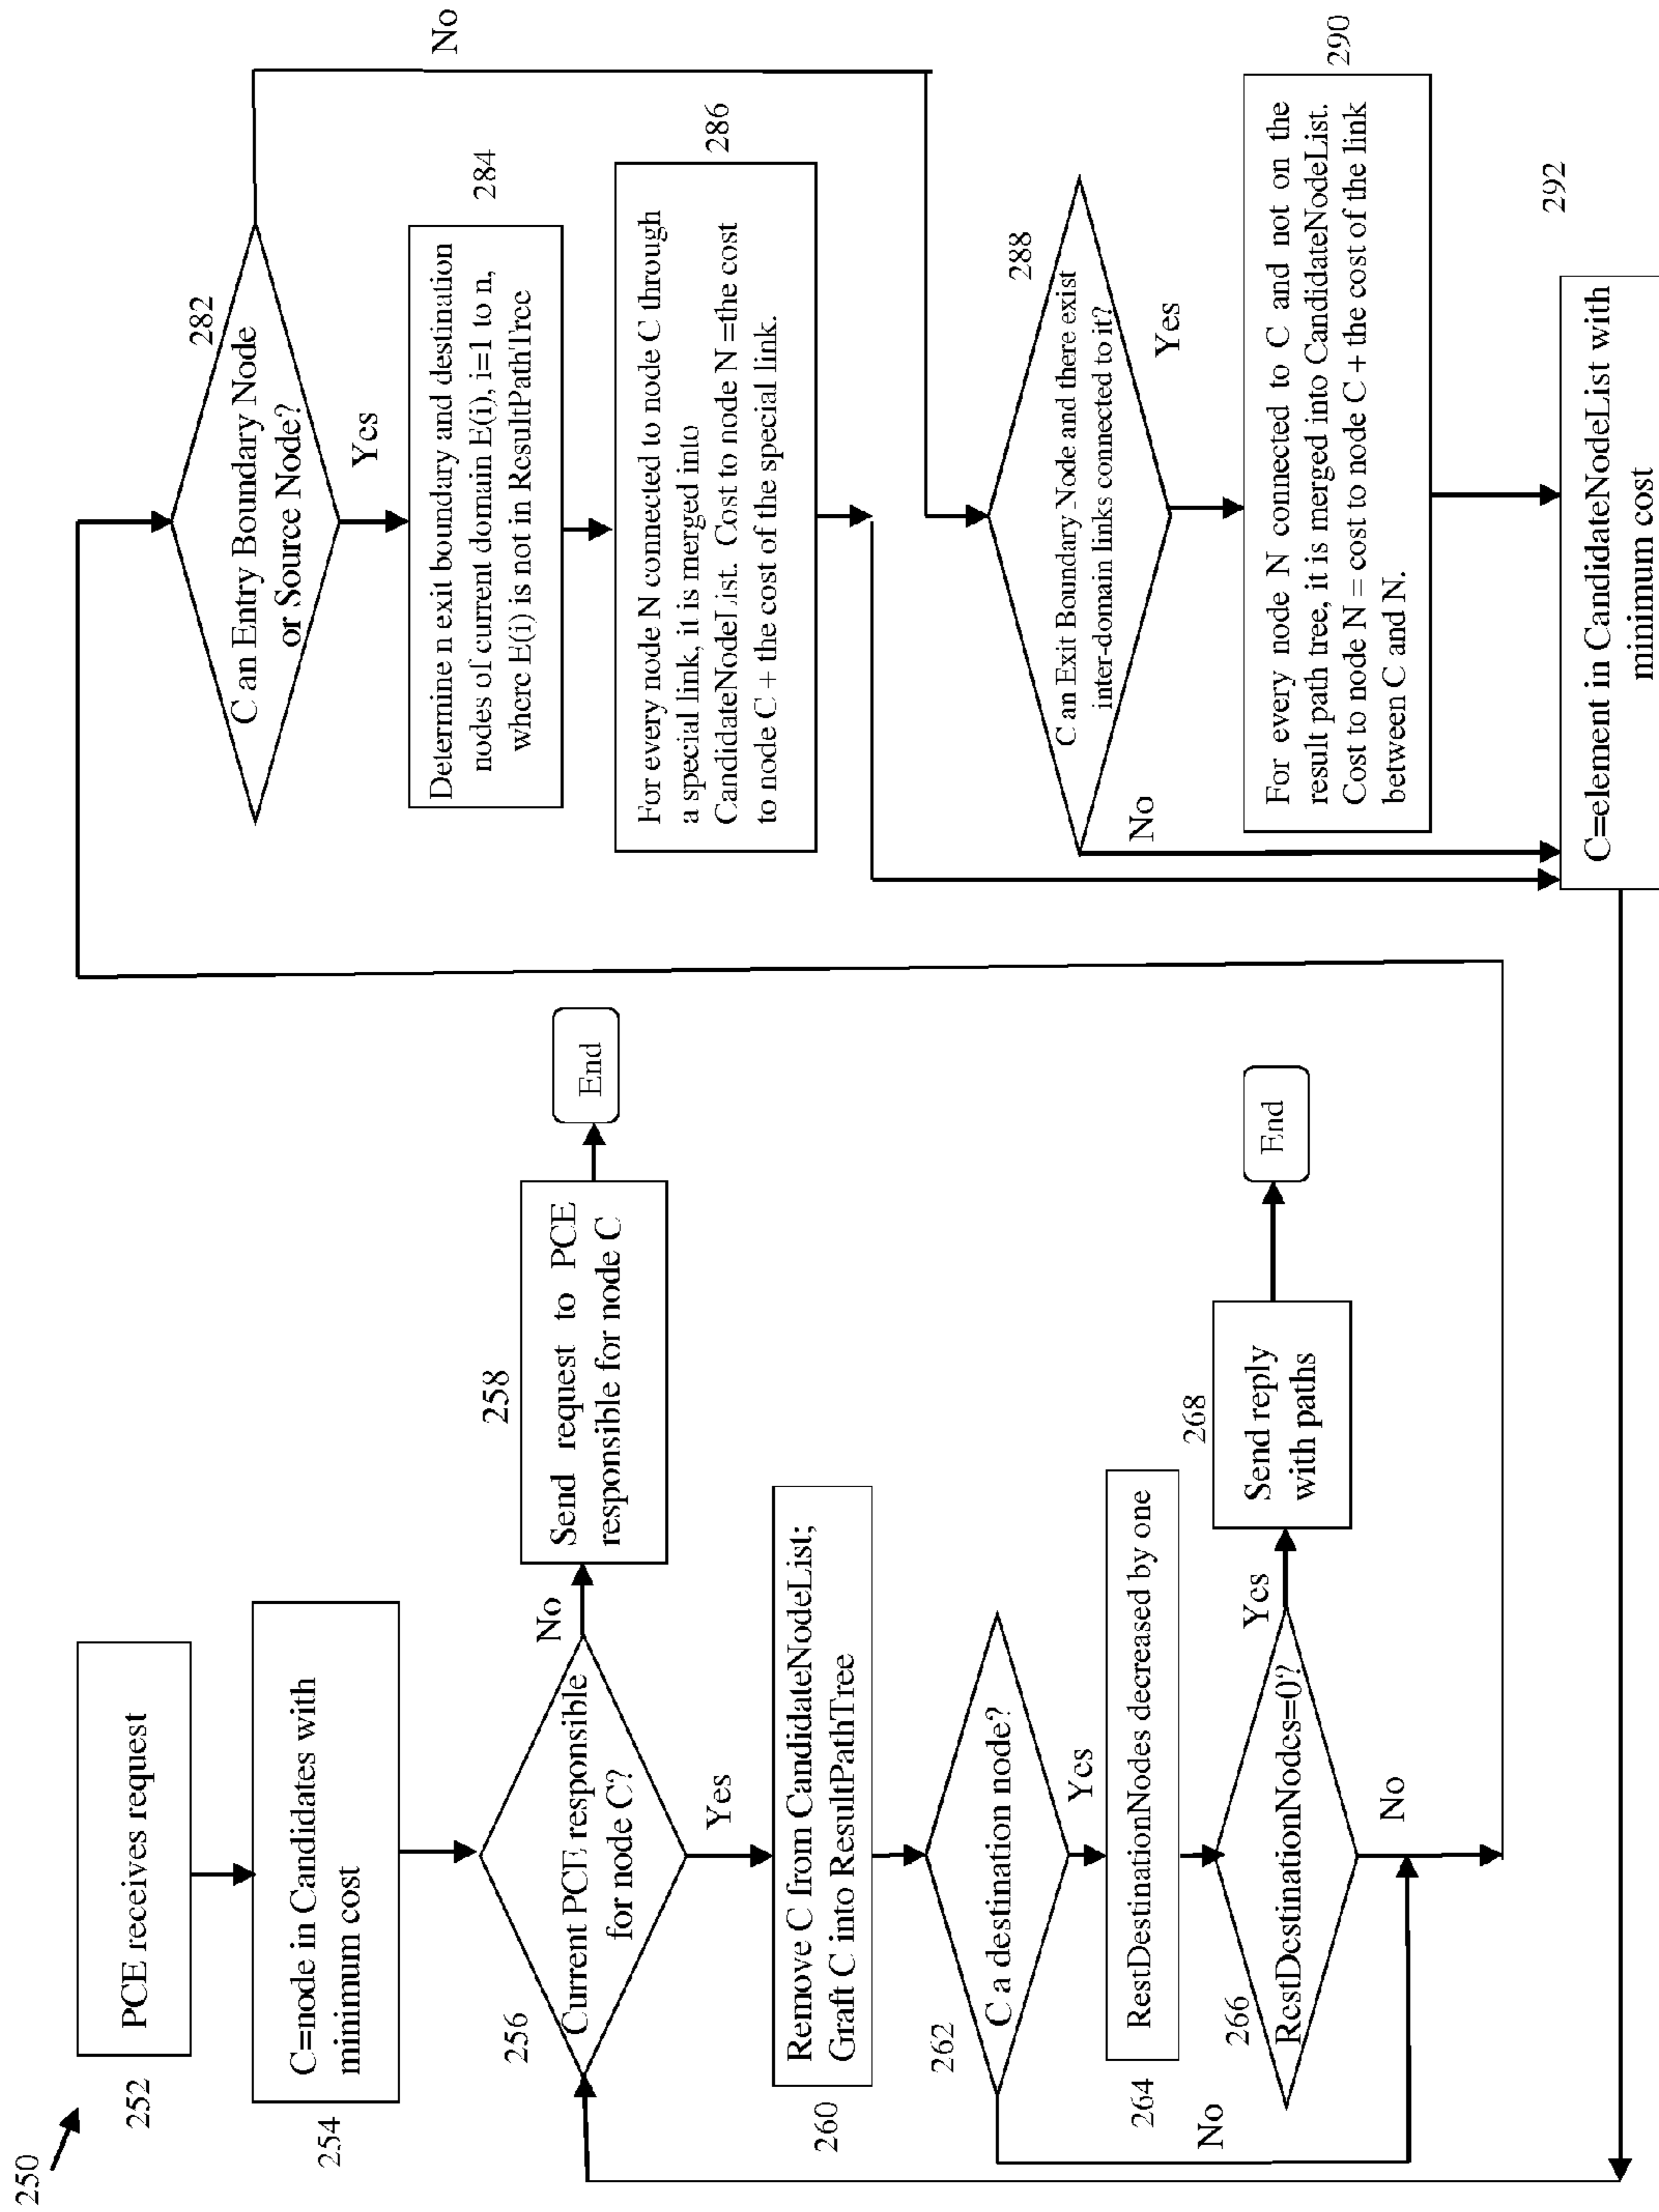 250
252
PCE receives request
254
C=node in Candidates with
minimum cost
256
Current PCE responsible
for node C?
No
258
Send request to PCE
responsible for node C
End
Yes
260
Remove C from CandidateNodeList;
Graft C into ResultPathTree
262
C a destination node?
Yes
No
264
RestDestinationNodes decreased by one
266
RestDestinationNodes=0?
Yes
268
Send reply
with paths
End
No
282
C an Entry Boundary Node
or Source Node?
No
Yes
284
Determine n exit boundary and destination
nodes of current domain E(i), i=1 to n,
where E(i) is not in ResultPathTree
286
For every node N connected to node C through
a special link, it is merged into
CandidateNodeList. Cost to node N =the cost
to node C + the cost of the special link.
288
C an Exit Boundary Node and there exist
inter-domain links connected to it?
No
Yes
290
For every node N connected to C and not on the
result path tree, it is merged into CandidateNodeList.
Cost to node N = cost to node C + the cost of the link
between C and N.
292
C=element in CandidateNodeList with
minimum cost